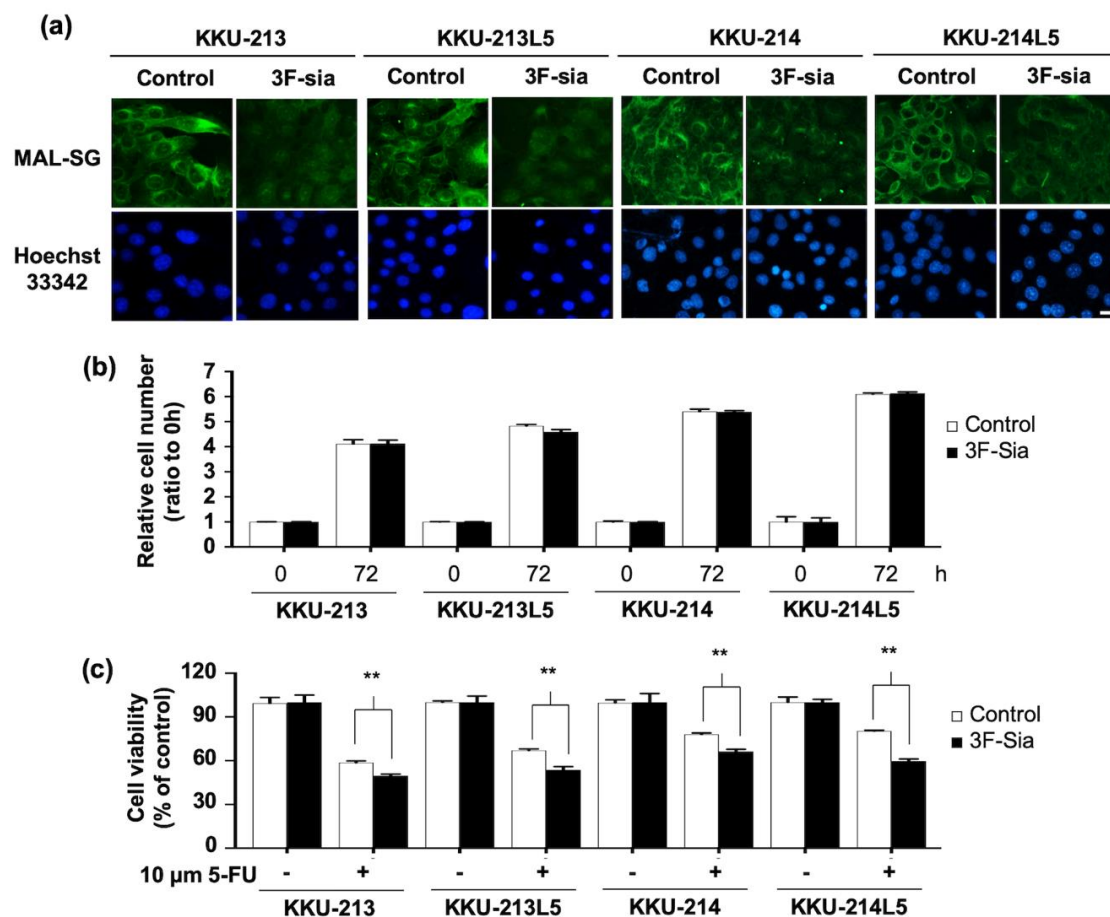 (a)
KKU-213 KKU-213L5 KKU-214 KKU-214L5
Control 3F-sia Control 3F-sia Control 3F-sia Control 3F-sia
MAL-SG
Hoechst
33342
(b)
Relative cell number
(ratio to 0h)
7
6
5
4
3
2
1
0
Control
3F-Sia
0 72 0 72 0 72 0 72 h
KKU-213 KKU-213L5 KKU-214 KKU-214L5
(c)
Cell viability
(% of control)
120
90
60
30
0
** ** ** **
Control
3F-Sia
10 μm 5-FU - + - + - + - +
KKU-213 KKU-213L5 KKU-214 KKU-214L5